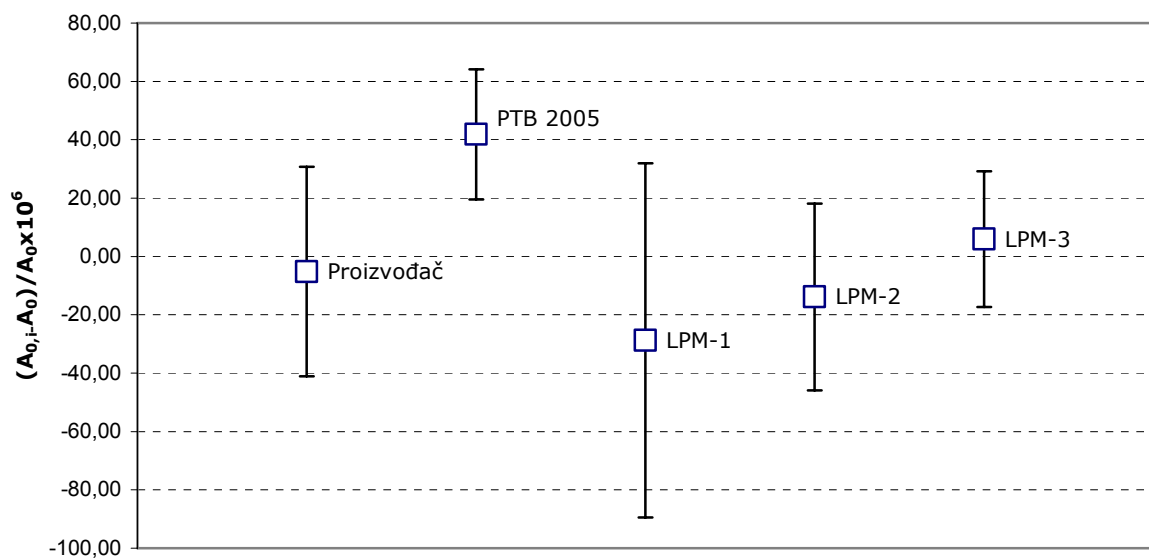 80,00
60,00
40,00
20,00
0,00
-20,00
-40,00
-60,00
-80,00
-100,00
(A₀,ᵢ-A₀)/A₀x10⁶
Proizvođač
PTB 2005
LPM-1
LPM-2
LPM-3